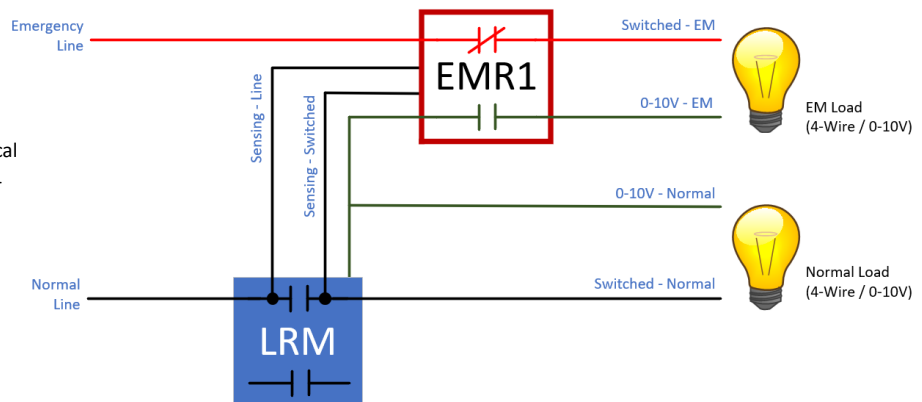 Emergency
Line
Switched - EM
EMR1
0-10V - EM
EM Load
(4-Wire / 0-10V)
Sensing - Line
Sensing - Switched
0-10V - Normal
Normal
Line
Switched - Normal
Normal Load
(4-Wire / 0-10V)
LRM